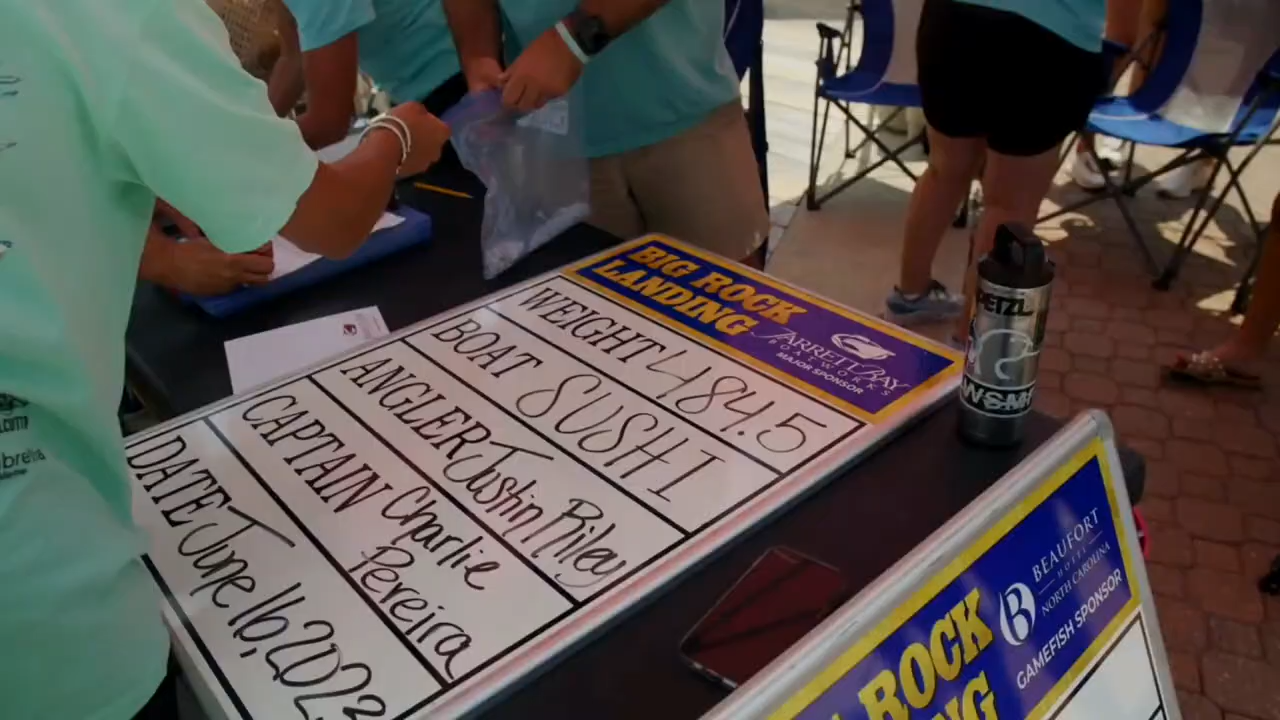 BIG ROCK
LANDING
JARRETT BAY
BOATWORKS
MAJOR SPONSOR
WEIGHT 484.5
BOAT SUSHI
ANGLER Justin Riley
CAPTAIN Charlie
Pereira
DATE June 16, 2023
PETZL
BEAUFORT
HOTEL
NORTH CAROLINA
B
GAMEFISH SPONSOR
ROCK